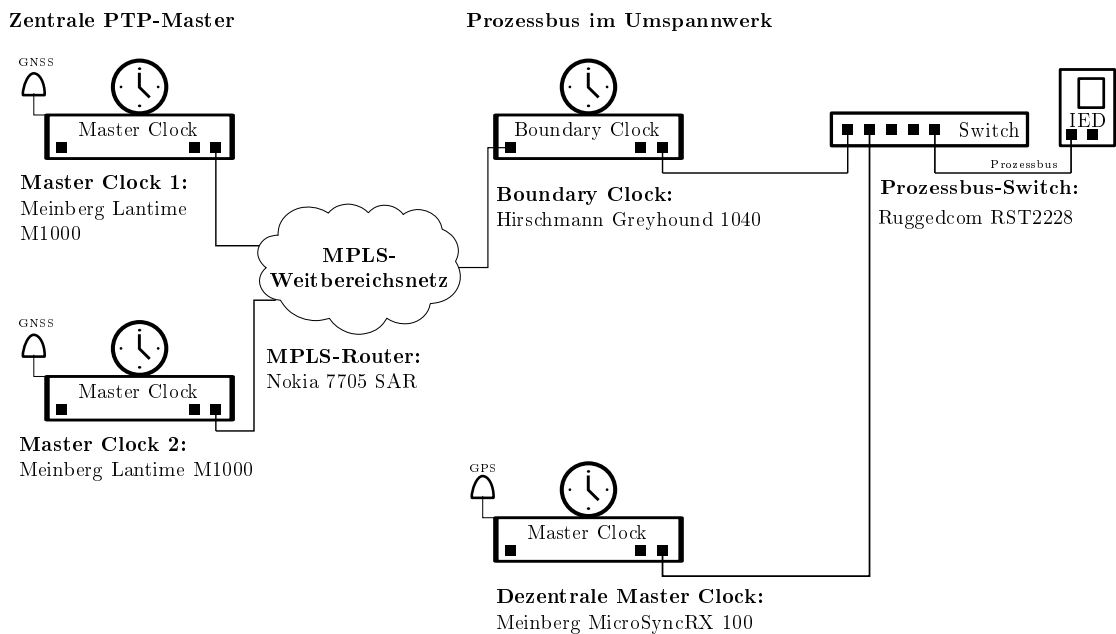 Zentrale PTP-Master
GNSS
Master Clock
Master Clock 1:
Meinberg Lantime
M1000
GNSS
Master Clock
Master Clock 2:
Meinberg Lantime M1000
MPLS-
Weitbereichsnetz
MPLS-Router:
Nokia 7705 SAR
Prozessbus im Umspannwerk
Boundary Clock
Boundary Clock:
Hirschmann Greyhound 1040
Switch
IED
Prozessbus
Prozessbus-Switch:
Ruggedcom RST2228
GPS
Master Clock
Dezentrale Master Clock:
Meinberg MicroSyncRX 100